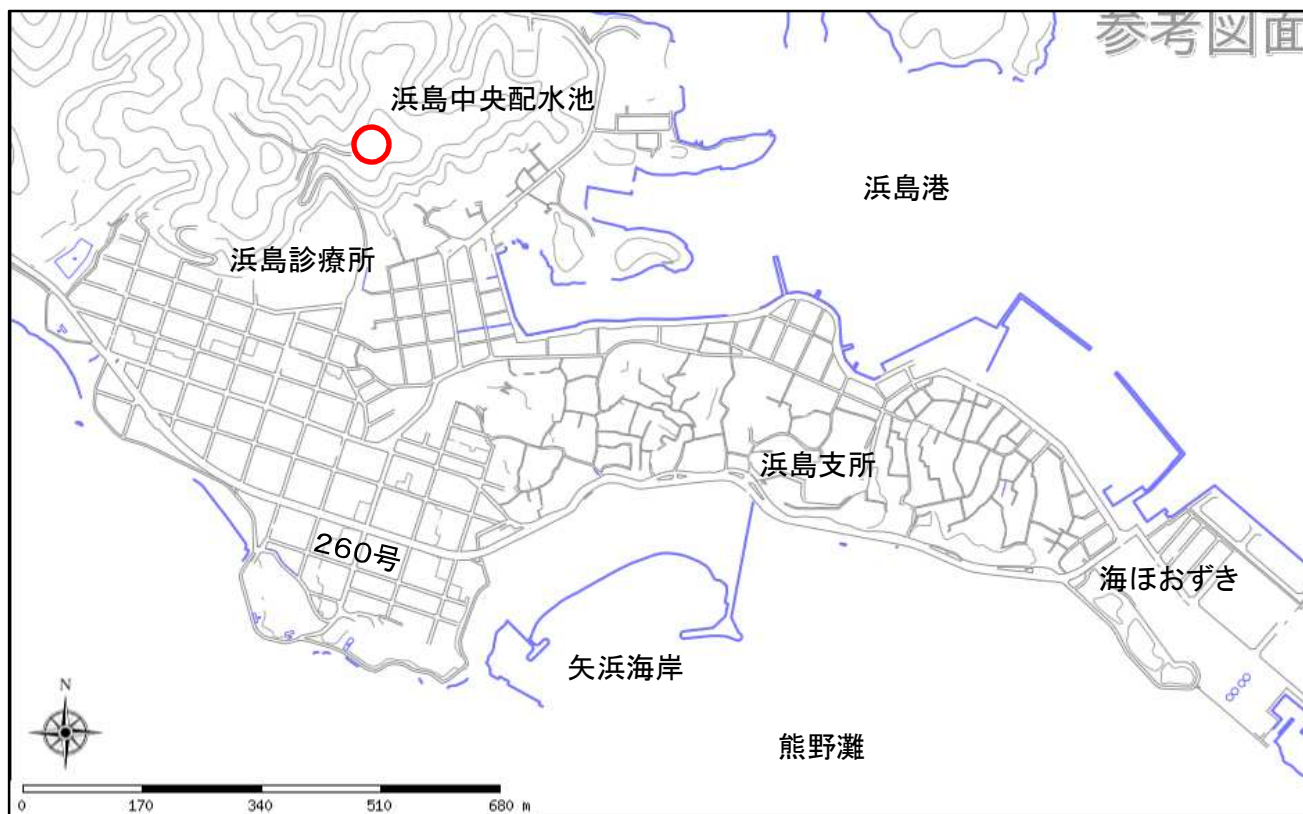 参考図面
浜島中央配水池
浜島港
浜島診療所
浜島支所
260号
海ほおずき
矢浜海岸
熊野灘
N
0 170 340 510 680 m